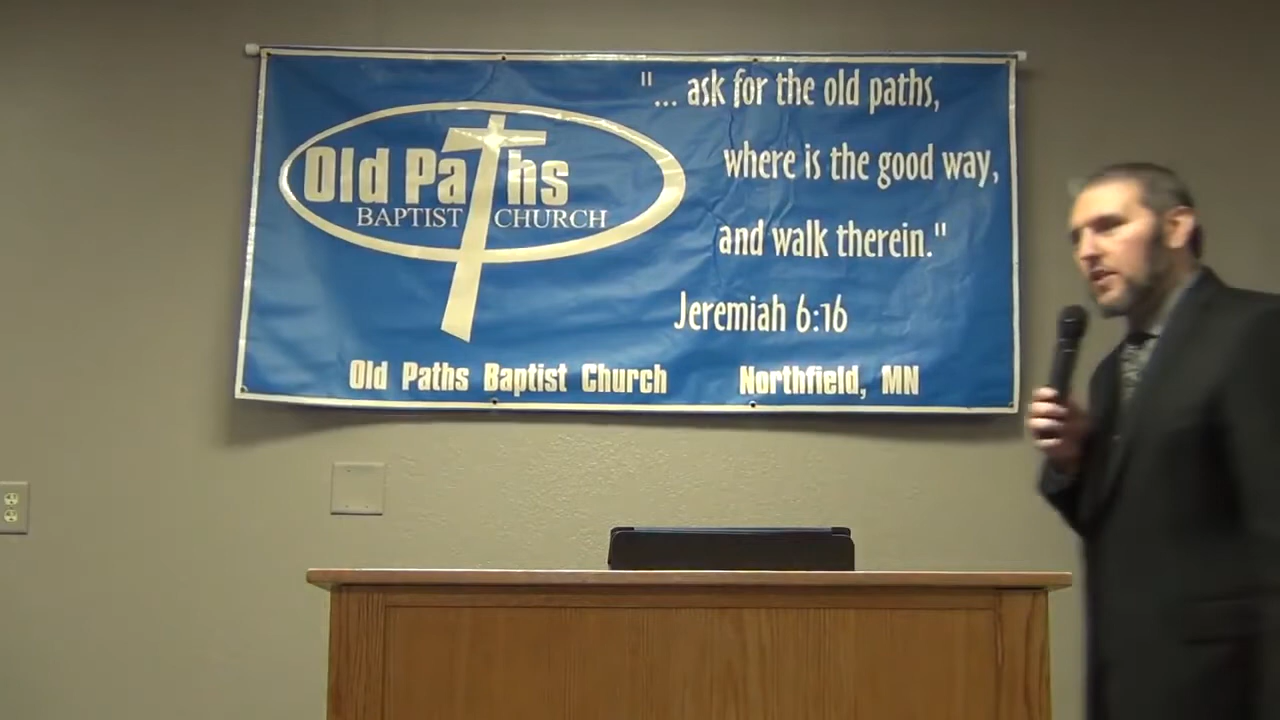 Old Paths
BAPTIST CHURCH
"... ask for the old paths,
where is the good way,
and walk therein."
Jeremiah 6:16
Old Paths Baptist Church Northfield, MN